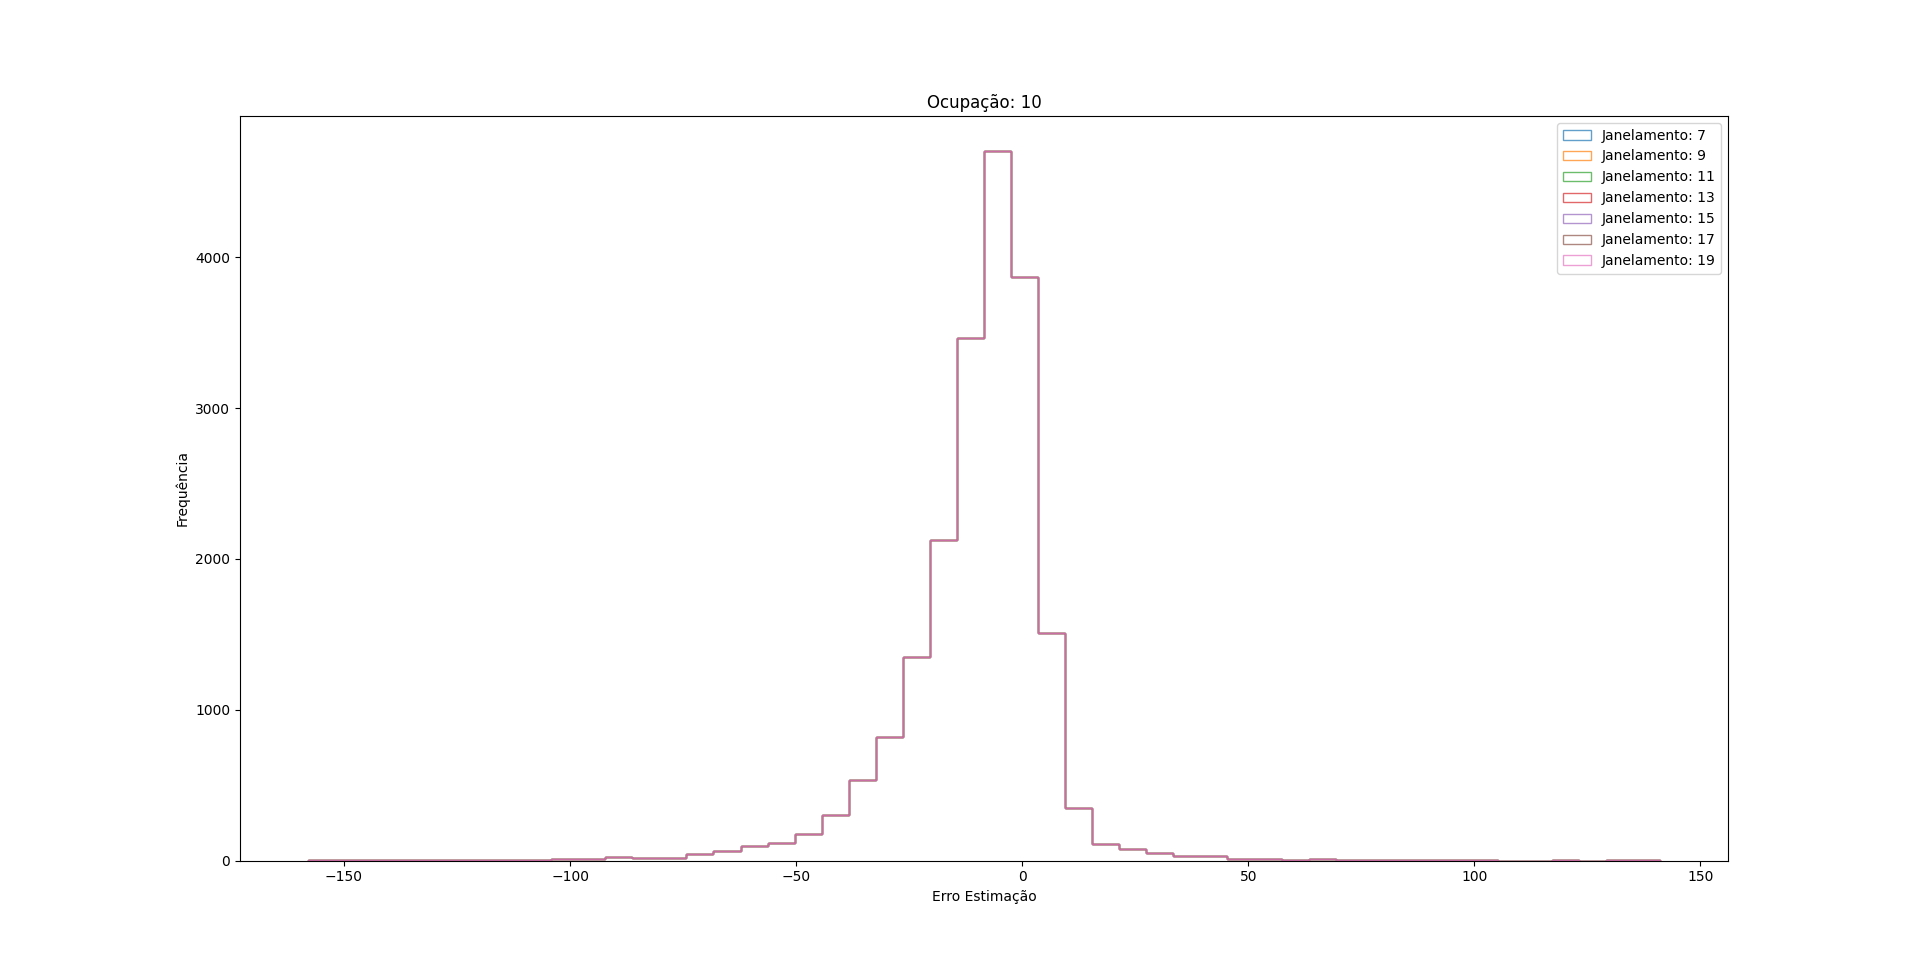 Ocupação: 10
Janelamento: 7
Janelamento: 9
Janelamento: 11
Janelamento: 13
Janelamento: 15
Janelamento: 17
Janelamento: 19
Frequência
4000
3000
2000
1000
0
−150
−100
−50
0
50
100
150
Erro Estimação